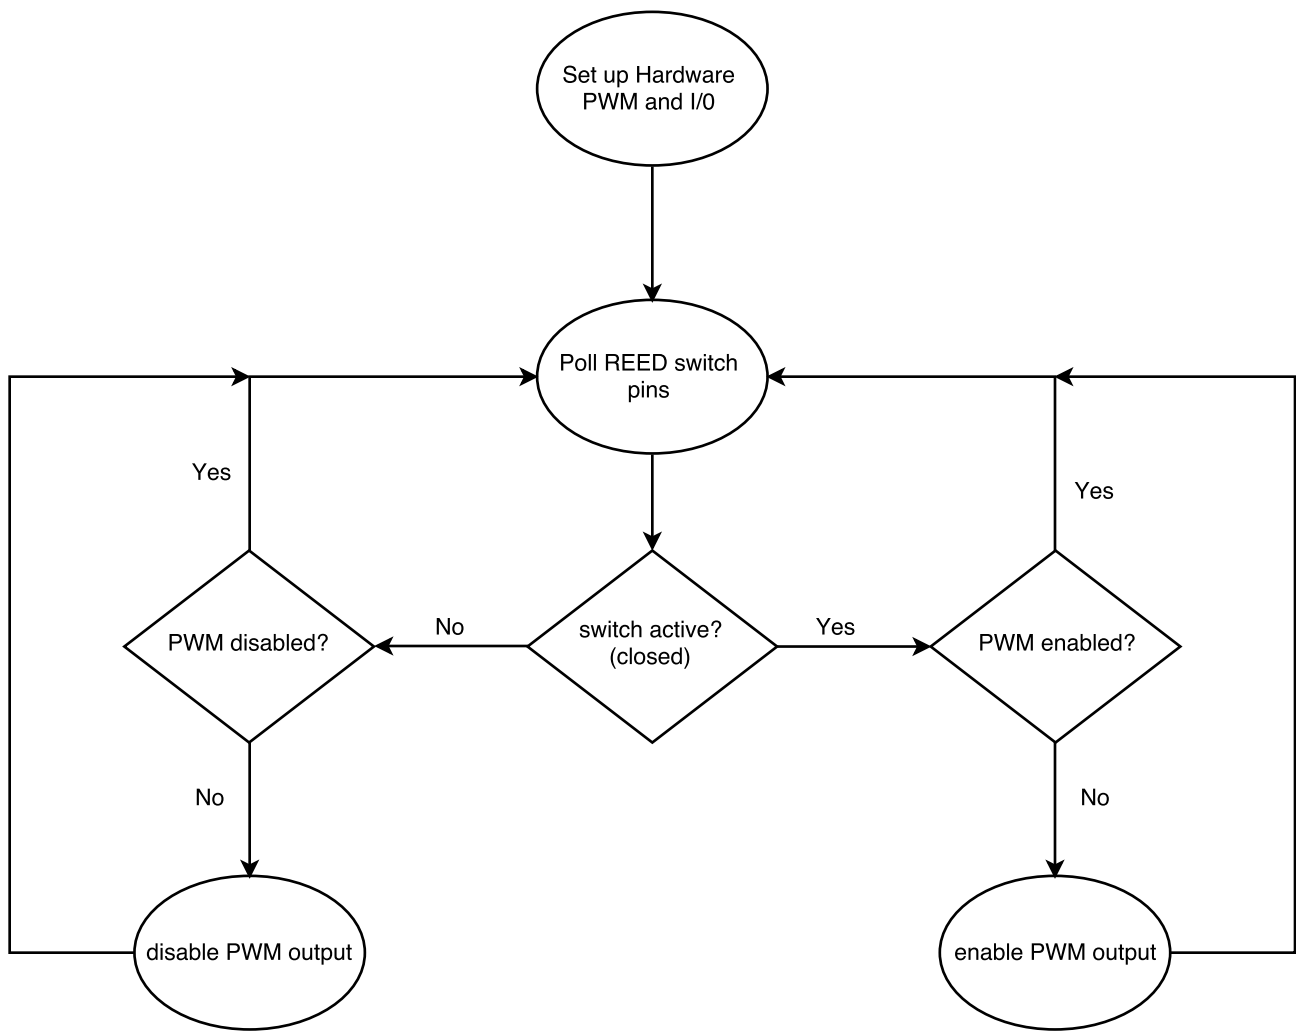 Set up Hardware
PWM and I/0
Poll REED switch
pins
Yes
Yes
PWM disabled?
No
switch active?
(closed)
Yes
PWM enabled?
No
No
disable PWM output
enable PWM output